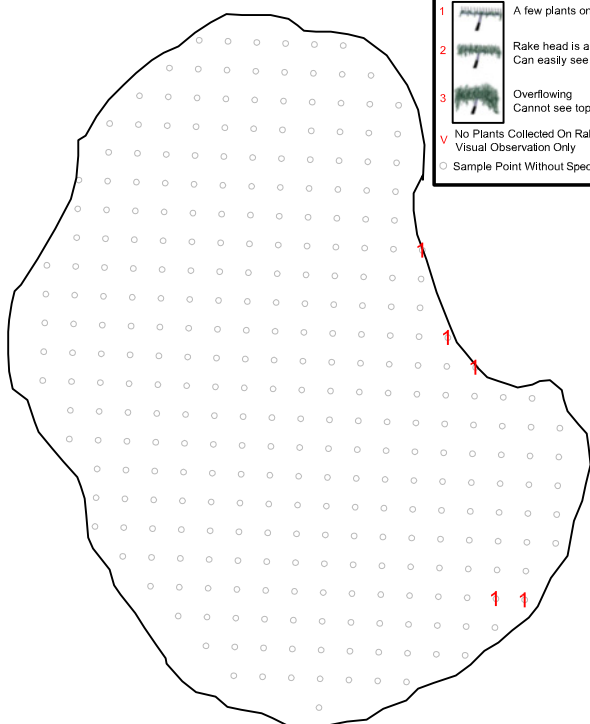 1 A few plants on
2 Rake head is a
Can easily see
3 Overflowing
Cannot see top
V No Plants Collected On Ra
Visual Observation Only
Sample Point Without Spec
1
1
1
1 1